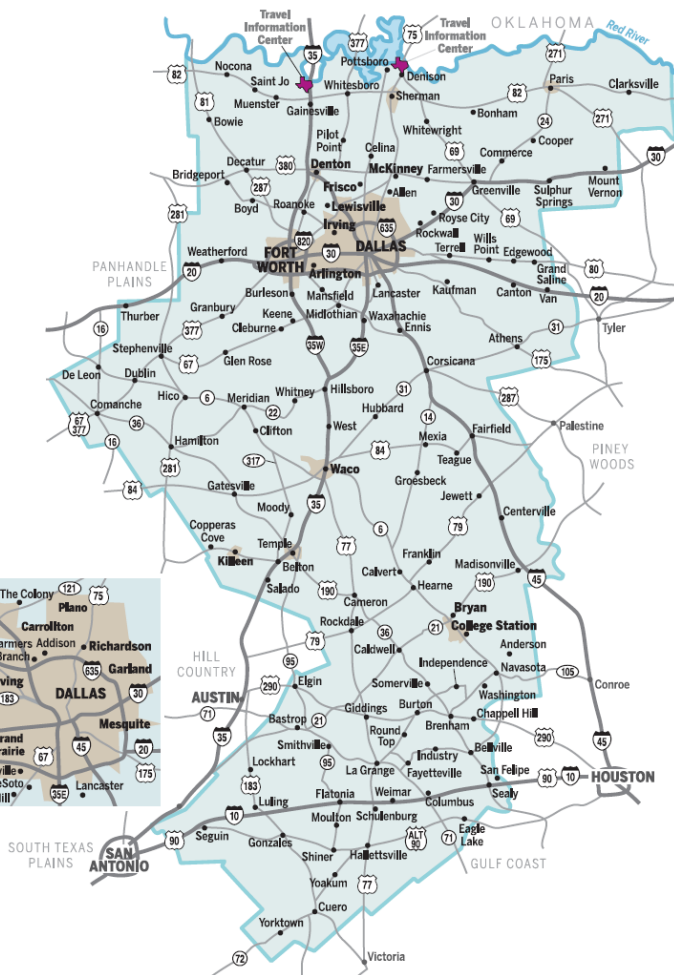 Travel
Information
Center
35
377
75
Travel
Information
Center
OKLAHOMA
Red River
271
Pottsboro
Denison
82
Nocona
Saint Jo
Muenster
Whitesboro
Sherman
Gainesville
82
Paris
Clarksville
81
Bowie
Bonham
Whitewright
24
271
Pilot
Point
Celina
69
Cooper
Commerce
30
Decatur
380
Denton
McKinney
Farmersville
Bridgeport
287
Frisco
Allen
30
Greenville
Sulphur
Springs
Mount
Vernon
Boyd
Roanoke
Lewisville
Royse City
281
Irving
635
Rockwall
69
820
30
DALLAS
Terrell
Wills
Point
Edgewood
Weatherford
FORT
WORTH
Arlington
Grand
Saline
80
PANHANDLE
PLAINS
20
Burleson
Mansfield
Lancaster
Kaufman
Canton
Van
20
Thurber
Granbury
Keene
Midlothian
Waxahachie
16
377
Cleburne
Ennis
31
Tyler
Stephenville
35W
35E
Athens
175
67
Glen Rose
De Leon
Dublin
Corsicana
Hico
6
Meridian
Whitney
Hillsboro
31
287
Comanche
22
Hubbard
14
67
377
36
Clifton
West
Fairfield
Palestine
16
Hamilton
84
Mexia
PINEY
WOODS
281
317
Waco
Teague
84
Gatesville
Groesbeck
35
Jewett
Moody
Centerville
Copperas
Cove
6
79
Temple
77
Franklin
Killeen
Belton
Calvert
Madisonville
45
Salado
190
Hearne
190
Cameron
Bryan
Rockdale
36
21
College Station
79
Caldwell
Anderson
HILL
COUNTRY
95
Independence
Navasota
105
290
Elgin
Somerville
Conroe
AUSTIN
Washington
71
Giddings
Burton
Chappell Hill
35
Bastrop
21
Round
Top
Brenham
290
45
Smithville
Industry
Bellville
Lockhart
95
La Grange
Fayetteville
San Felipe
90
10
HOUSTON
183
Flatonia
Weimar
Columbus
Sealy
10
Luling
Moulton
Schulenburg
90
Seguin
ALT
90
71
Eagle
Lake
SOUTH TEXAS
PLAINS
SAN
ANTONIO
Gonzales
Shiner
Hallettsville
GULF COAST
Yoakum
77
Cuero
Yorktown
72
Victoria
The Colony
121
75
Plano
Carrollton
armers
Branch
Addison
Richardson
635
Garland
ving
183
DALLAS
30
Mesquite
rand
rairie
67
45
20
ville
175
eSoto
35E
Lancaster
Hill